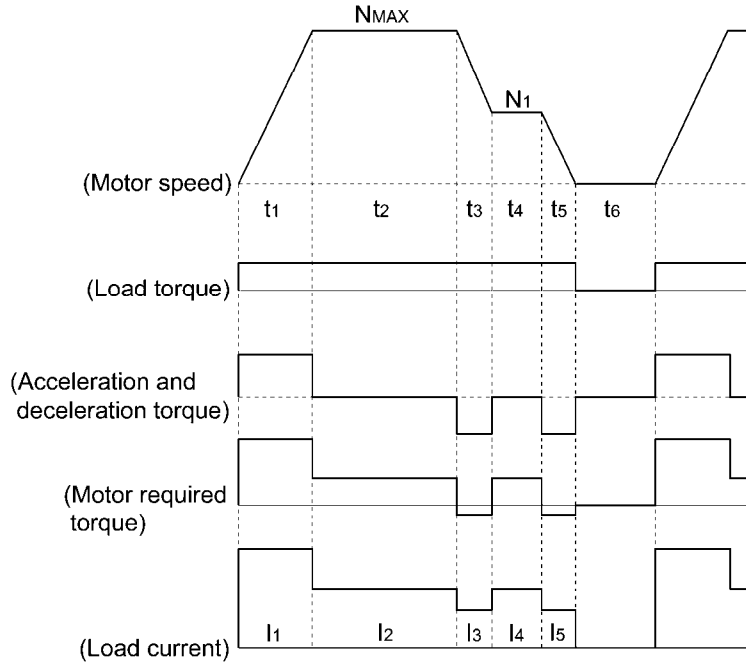 NMAX
N1
(Motor speed)
t1 t2 t3 t4 t5 t6
(Load torque)
(Acceleration and
deceleration torque)
(Motor required
torque)
I1 I2 I3 I4 I5
(Load current)